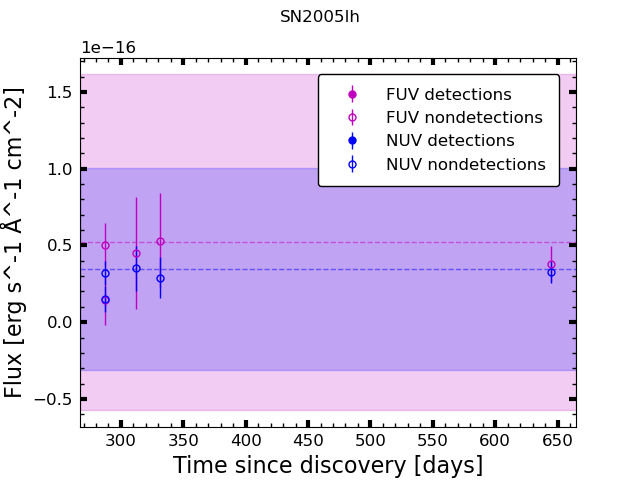 SN2005lh
1e−16
FUV detections
FUV nondetections
NUV detections
NUV nondetections
1.5
1.0
0.5
0.0
−0.5
Flux [erg s^-1 Å^-1 cm^-2]
300 350 400 450 500 550 600 650
Time since discovery [days]